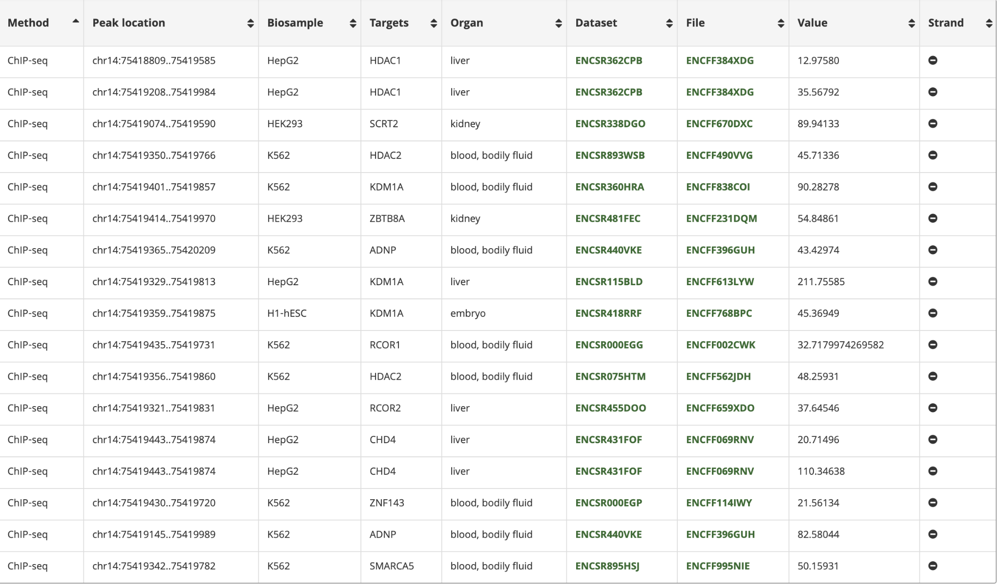 Method Peak location Biosample Targets Organ Dataset File Value Strand
ChIP-seq chr14:75418809..75419585 HepG2 HDAC1 liver ENCSR362CPB ENCFF384XDG 12.97580
ChIP-seq chr14:75419208..75419984 HepG2 HDAC1 liver ENCSR362CPB ENCFF384XDG 35.56792
ChIP-seq chr14:75419074..75419590 HEK293 SCRT2 kidney ENCSR338DGO ENCFF670DXC 89.94133
ChIP-seq chr14:75419350..75419766 K562 HDAC2 blood, bodily fluid ENCSR893WSB ENCFF490VVG 45.71336
ChIP-seq chr14:75419401..75419857 K562 KDM1A blood, bodily fluid ENCSR360HRA ENCFF838COI 90.28278
ChIP-seq chr14:75419414..75419970 HEK293 ZBTB8A kidney ENCSR481FEC ENCFF231DQM 54.84861
ChIP-seq chr14:75419365..75420209 K562 ADNP blood, bodily fluid ENCSR440VKE ENCFF396GUH 43.42974
ChIP-seq chr14:75419329..75419813 HepG2 KDM1A liver ENCSR115BLD ENCFF613LYW 211.75585
ChIP-seq chr14:75419359..75419875 H1-hESC KDM1A embryo ENCSR418RRF ENCFF768BPC 45.36949
ChIP-seq chr14:75419435..75419731 K562 RCOR1 blood, bodily fluid ENCSR000EGG ENCFF002CWK 32.7179974269582
ChIP-seq chr14:75419356..75419860 K562 HDAC2 blood, bodily fluid ENCSR075HTM ENCFF562JDH 48.25931
ChIP-seq chr14:75419321..75419831 HepG2 RCOR2 liver ENCSR455DOO ENCFF659XDO 37.64546
ChIP-seq chr14:75419443..75419874 HepG2 CHD4 liver ENCSR431FOF ENCFF069RNV 20.71496
ChIP-seq chr14:75419443..75419874 HepG2 CHD4 liver ENCSR431FOF ENCFF069RNV 110.34638
ChIP-seq chr14:75419430..75419720 K562 ZNF143 blood, bodily fluid ENCSR000EGP ENCFF114IWY 21.56134
ChIP-seq chr14:75419145..75419989 K562 ADNP blood, bodily fluid ENCSR440VKE ENCFF396GUH 82.58044
ChIP-seq chr14:75419342..75419782 K562 SMARCA5 blood, bodily fluid ENCSR895HSJ ENCFF995NIE 50.15931